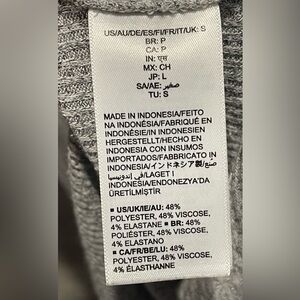 US/AU/DE/ES/FI/FR/IT/UK: S
BR: P
CA: P
IN: एस
MX: CH
JP: L
SA/AE: صغير
TU: S
MADE IN INDONESIA/FEITO
NA INDONÉSIA/FABRIQUÉ EN
INDONÉSIE/IN INDONESIEN
HERGESTELLT/HECHO EN
INDONESIA CON INSUMOS
IMPORTADOS/FABBRICATO IN
INDONESIA/インドネシア製/صنع
في إندونيسيا/LAGET I
INDONESIA/ENDONEZYA'DA
ÜRETİLMİŞTİR
■ US/UK/IE/AU: 48%
POLYESTER, 48% VISCOSE,
4% ELASTANE ■ BR: 48%
POLIÉSTER, 48% VISCOSE,
4% ELASTANO
■ CA/FR/BE/LU: 48%
POLYESTER, 48% VISCOSE,
4% ÉLASTHANNE